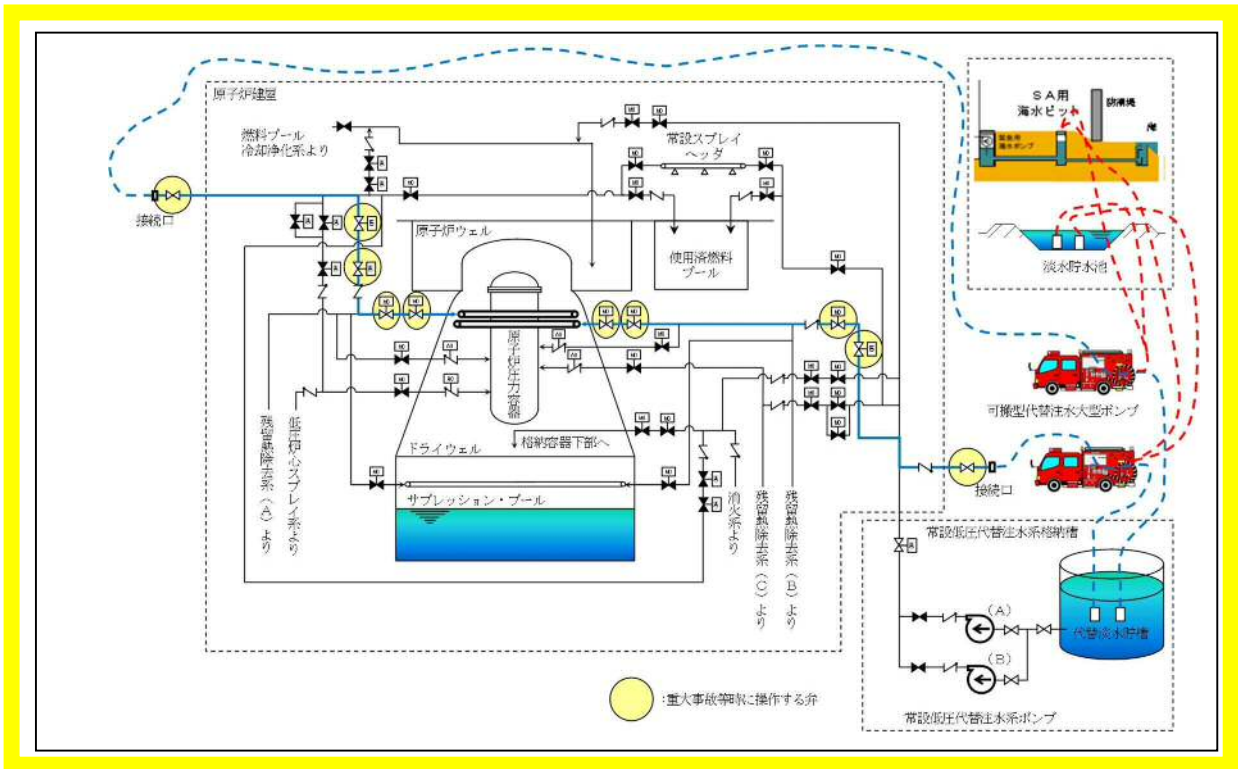 原子炉建屋
燃料プール
冷却浄化系より
常設スプレイ
ヘッダ
SA用
海水ピット
防潮堤
海
緊急用
海水ポンプ
接続口
原子炉ウェル
使用済燃料
プール
淡水貯水池
原子炉圧力容器
可搬型代替注水大型ポンプ
ドライウェル
格納容器下部へ
サプレッション・プール
接続口
残留熱除去系(A)より
低圧炉心スプレイ系より
消火系より
残留熱除去系(C)より
残留熱除去系(B)より
常設低圧代替注水系格納槽
(A)
代替淡水貯槽
(B)
:重大事故等時に操作する弁
常設低圧代替注水系ポンプ